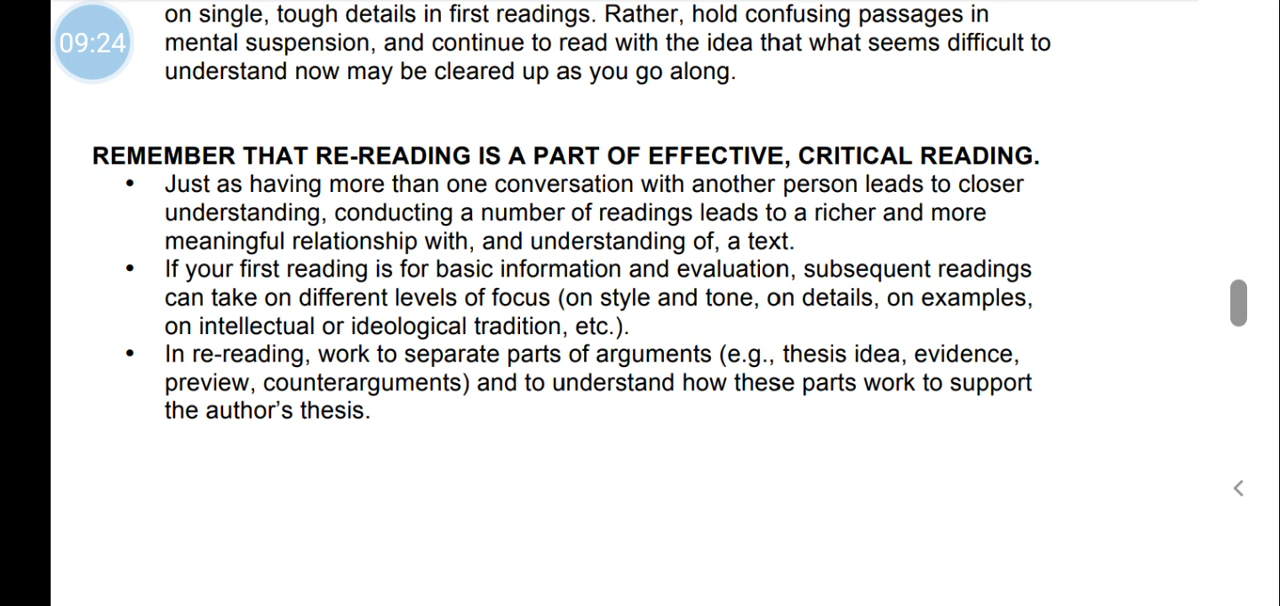 on single, tough details in first readings. Rather, hold confusing passages in
09:24
mental suspension, and continue to read with the idea that what seems difficult to
understand now may be cleared up as you go along.
REMEMBER THAT RE-READING IS A PART OF EFFECTIVE, CRITICAL READING.
• Just as having more than one conversation with another person leads to closer
understanding, conducting a number of readings leads to a richer and more
meaningful relationship with, and understanding of, a text.
• If your first reading is for basic information and evaluation, subsequent readings
can take on different levels of focus (on style and tone, on details, on examples,
on intellectual or ideological tradition, etc.).
• In re-reading, work to separate parts of arguments (e.g., thesis idea, evidence,
preview, counterarguments) and to understand how these parts work to support
the author's thesis.